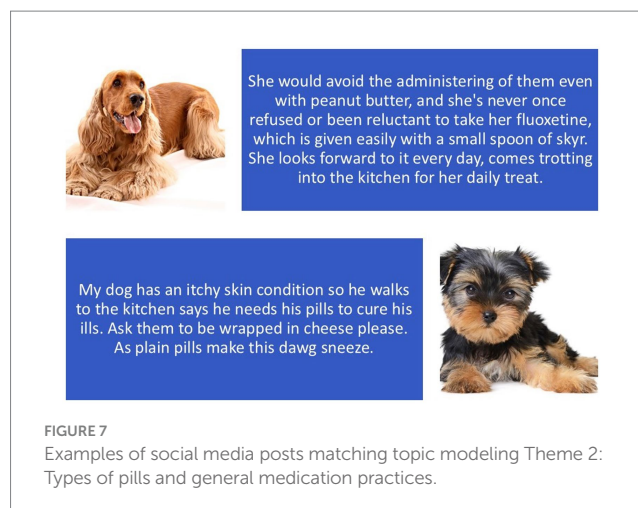 She would avoid the administering of them even
with peanut butter, and she's never once
refused or been reluctant to take her fluoxetine,
which is given easily with a small spoon of skyr.
She looks forward to it every day, comes trotting
into the kitchen for her daily treat.
My dog has an itchy skin condition so he walks
to the kitchen says he needs his pills to cure his
ills. Ask them to be wrapped in cheese please.
As plain pills make this dawg sneeze.
FIGURE 7
Examples of social media posts matching topic modeling Theme 2:
Types of pills and general medication practices.